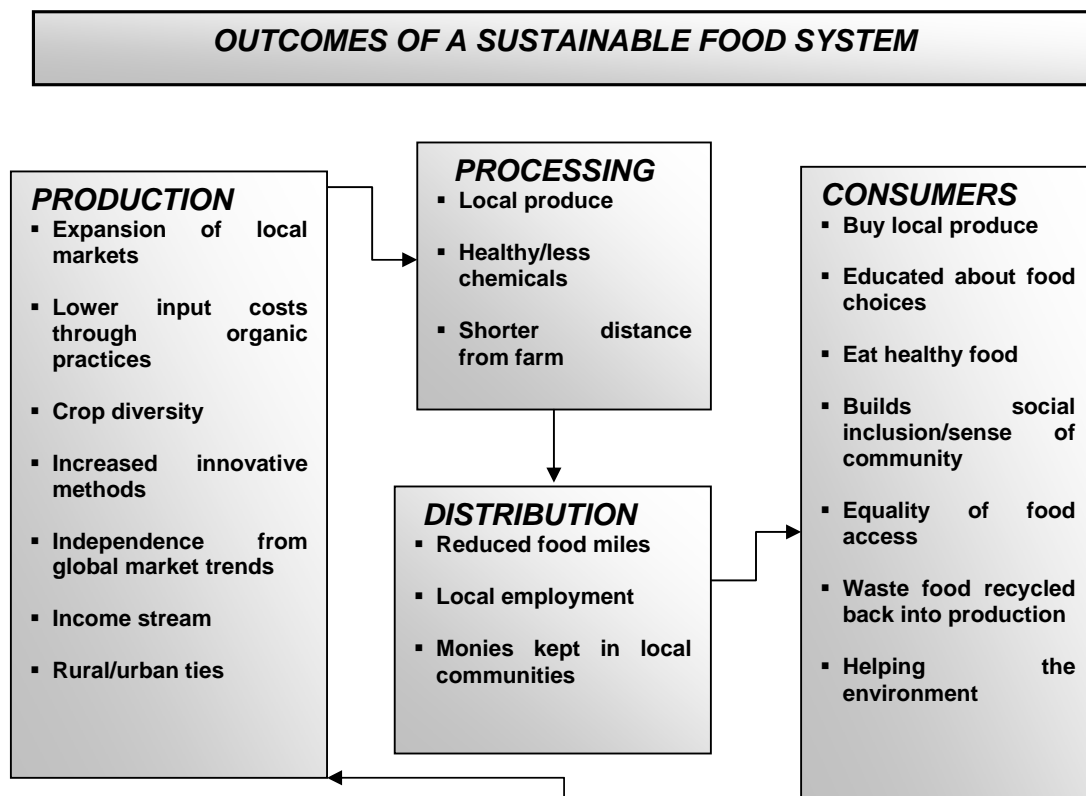 OUTCOMES OF A SUSTAINABLE FOOD SYSTEM
PRODUCTION
▪ Expansion of local
markets
▪ Lower input costs
through organic
practices
▪ Crop diversity
▪ Increased innovative
methods
▪ Independence from
global market trends
▪ Income stream
▪ Rural/urban ties
PROCESSING
▪ Local produce
▪ Healthy/less
chemicals
▪ Shorter distance
from farm
DISTRIBUTION
▪ Reduced food miles
▪ Local employment
▪ Monies kept in local
communities
CONSUMERS
▪ Buy local produce
▪ Educated about food
choices
▪ Eat healthy food
▪ Builds social
inclusion/sense of
community
▪ Equality of food
access
▪ Waste food recycled
back into production
▪ Helping the
environment